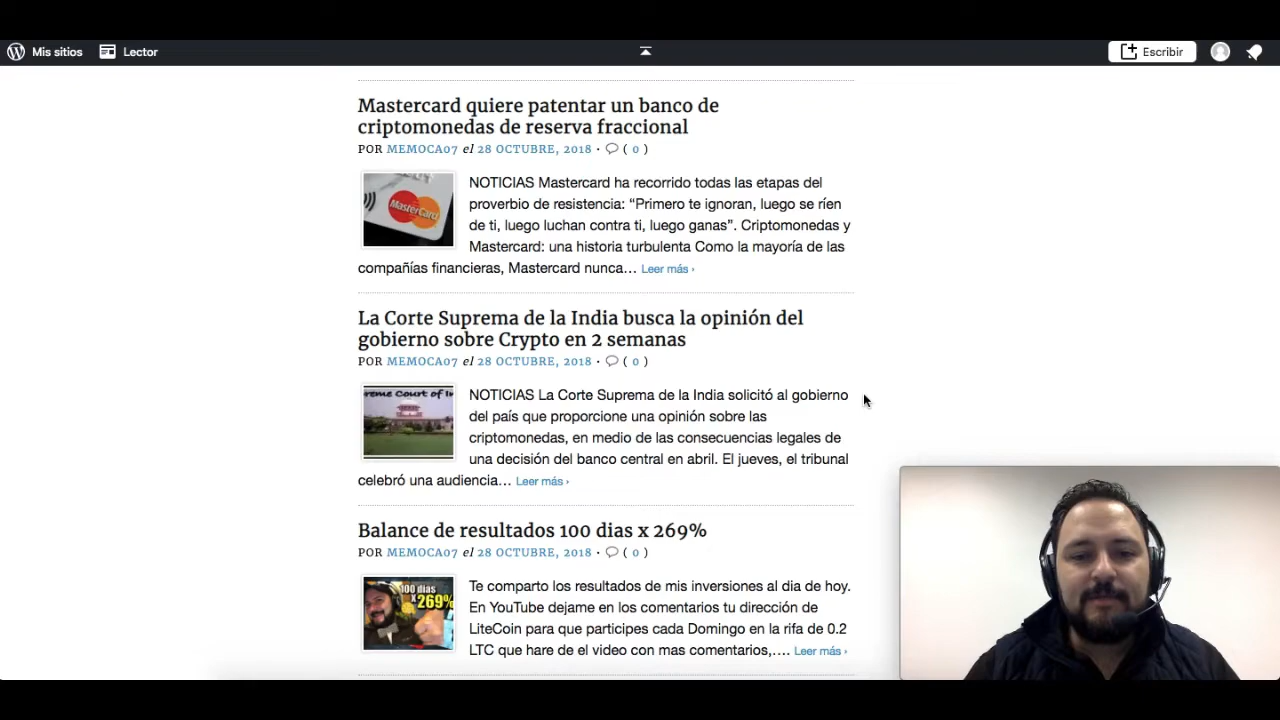 Mis sitios
Lector
Escribir
Mastercard quiere patentar un banco de
criptomonedas de reserva fraccional
POR MEMOCA07 el 28 OCTUBRE, 2018 · ( 0 )
MasterCard
NOTICIAS Mastercard ha recorrido todas las etapas del
proverbio de resistencia: “Primero te ignoran, luego se ríen
de ti, luego luchan contra ti, luego ganas”. Criptomonedas y
Mastercard: una historia turbulenta Como la mayoría de las
compañías financieras, Mastercard nunca… Leer más ›
La Corte Suprema de la India busca la opinión del
gobierno sobre Crypto en 2 semanas
POR MEMOCA07 el 28 OCTUBRE, 2018 · ( 0 )
reme Court of In
NOTICIAS La Corte Suprema de la India solicitó al gobierno
del país que proporcione una opinión sobre las
criptomonedas, en medio de las consecuencias legales de
una decisión del banco central en abril. El jueves, el tribunal
celebró una audiencia… Leer más ›
Balance de resultados 100 dias x 269%
POR MEMOCA07 el 28 OCTUBRE, 2018 · ( 0 )
100 dias
x269%
Te comparto los resultados de mis inversiones al dia de hoy.
En YouTube dejame en los comentarios tu dirección de
LiteCoin para que participes cada Domingo en la rifa de 0.2
LTC que hare de el video con mas comentarios,…. Leer más ›